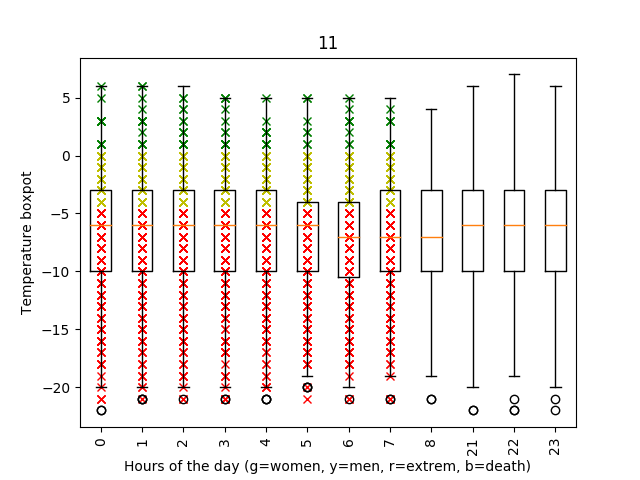 11
Temperature boxpot
5
0
−5
−10
−15
−20
0 1 2 3 4 5 6 7 8 21 22 23
Hours of the day (g=women, y=men, r=extrem, b=death)